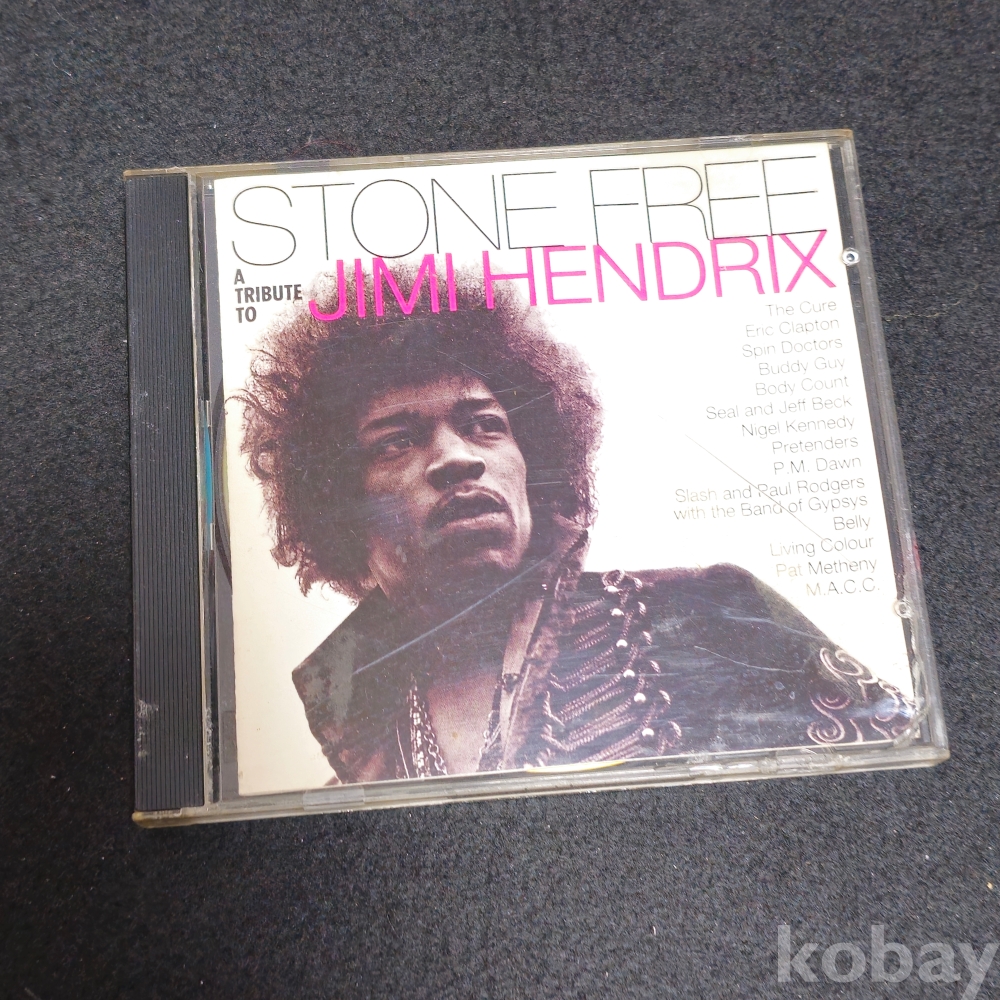 STONE FREE
A
TRIBUTE
TO
JIMI HENDRIX
The Cure
Eric Clapton
Spin Doctors
Buddy Guy
Body Count
Seal and Jeff Beck
Nigel Kennedy
Pretenders
P.M. Dawn
Slash and Paul Rodgers
with the Band of Gypsys
Belly
Living Colour
Pat Metheny
M.A.C.C.
kobay